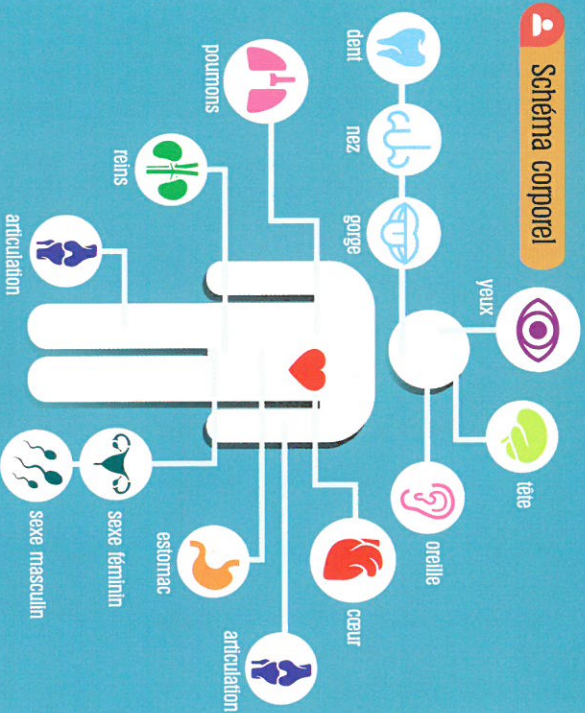 Schéma corporel
yeux
tête
dent
nez
gorge
oreille
poumons
cœur
reins
estomac
articulation
articulation
sexe féminin
sexe masculin